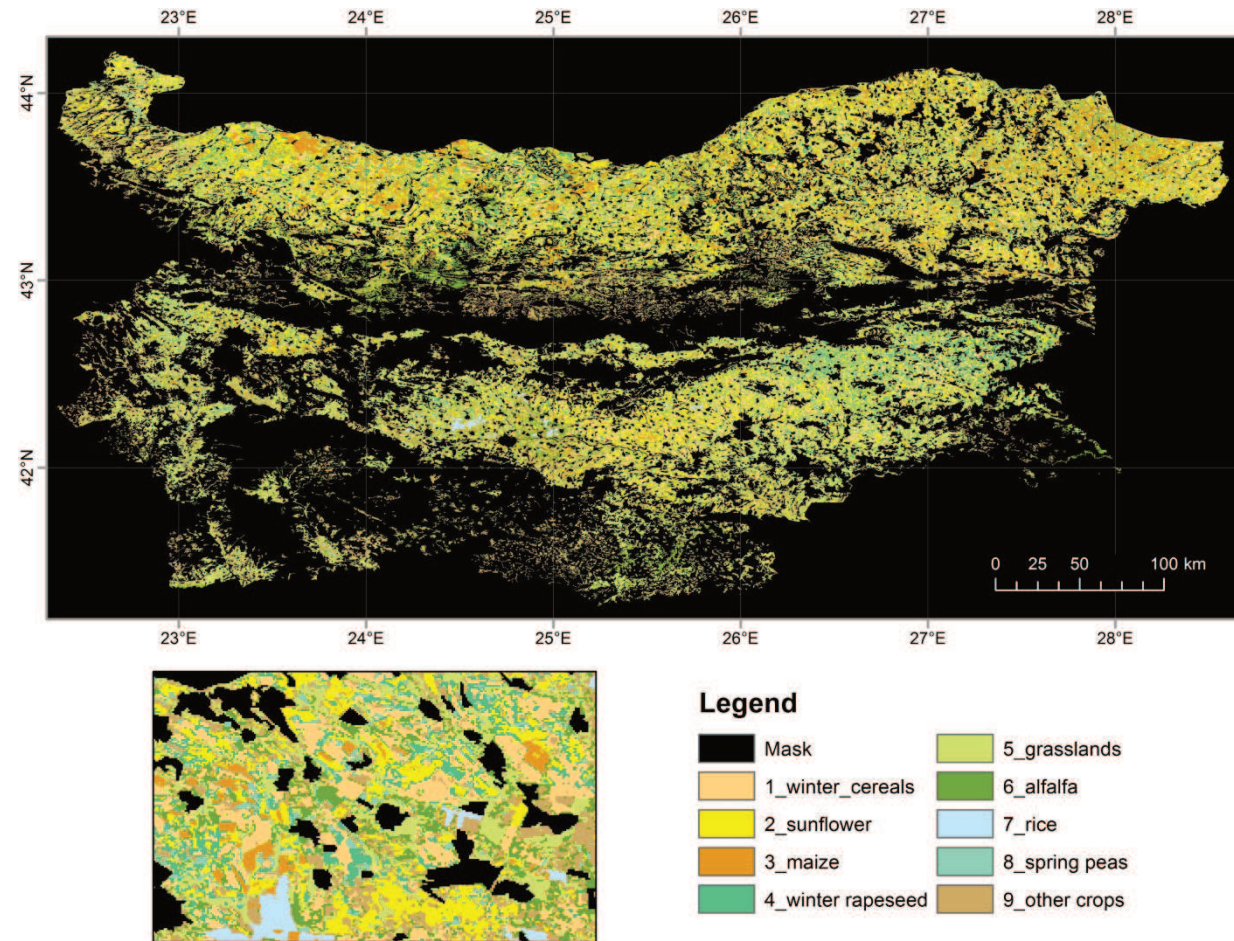 23°E 24°E 25°E 26°E 27°E 28°E
44°N
43°N
42°N
0 25 50 100 km
23°E 24°E 25°E 26°E 27°E 28°E
Legend
Mask
1_winter_cereals
2_sunflower
3_maize
4_winter rapeseed
5_grasslands
6_alfalfa
7_rice
8_spring peas
9_other crops